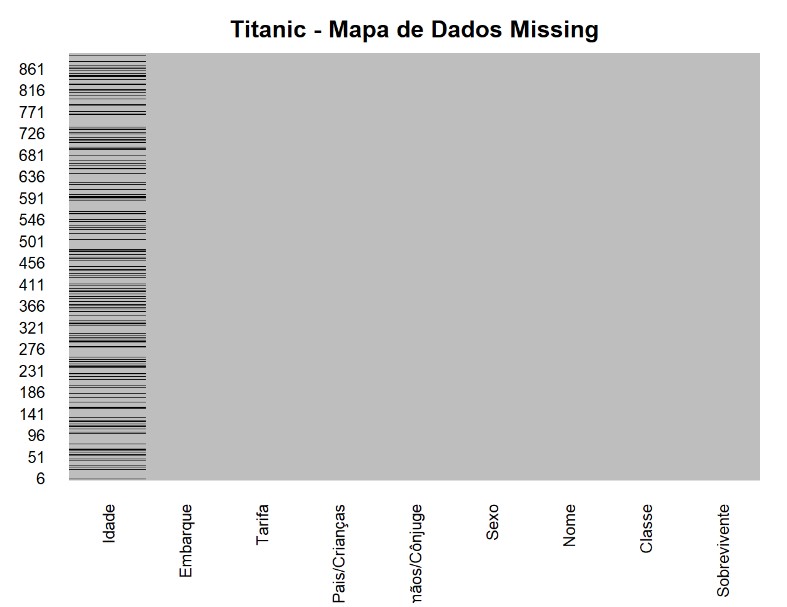 Titanic - Mapa de Dados Missing
861
816
771
726
681
636
591
546
501
456
411
366
321
276
231
186
141
96
51
6
Idade
Embarque
Tarifa
Pais/Crianças
mãos/Cônjuge
Sexo
Nome
Classe
Sobrevivente